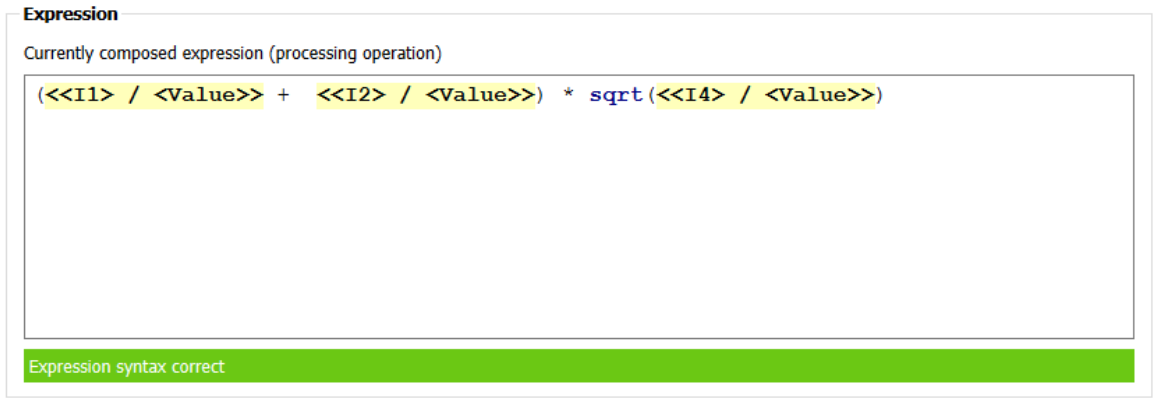 Expression
Currently composed expression (processing operation)
(<<I1> / <Value>> +  <<I2> / <Value>>) * sqrt(<<I4> / <Value>>)
Expression syntax correct